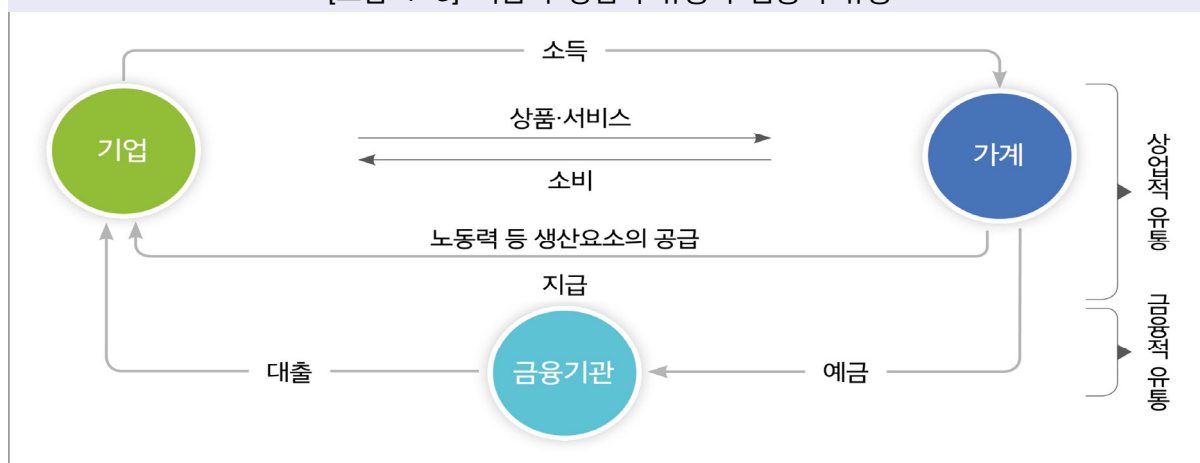 소득
상품·서비스
기업
가계
소비
노동력 등 생산요소의 공급
지급
대출
금융기관
예금
상업적 유통
금융적 유통